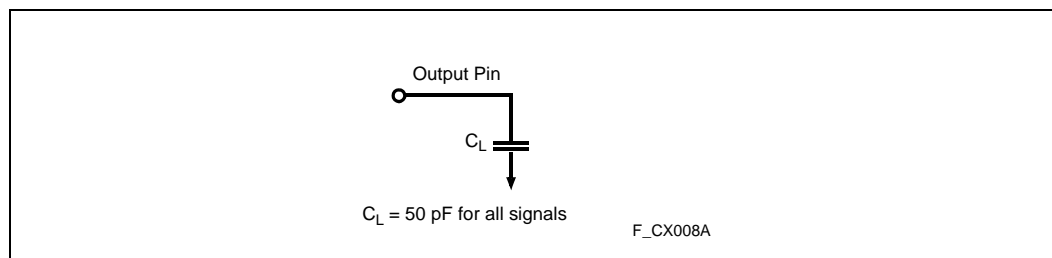 Output Pin
CL
CL = 50 pF for all signals
F_CX008A